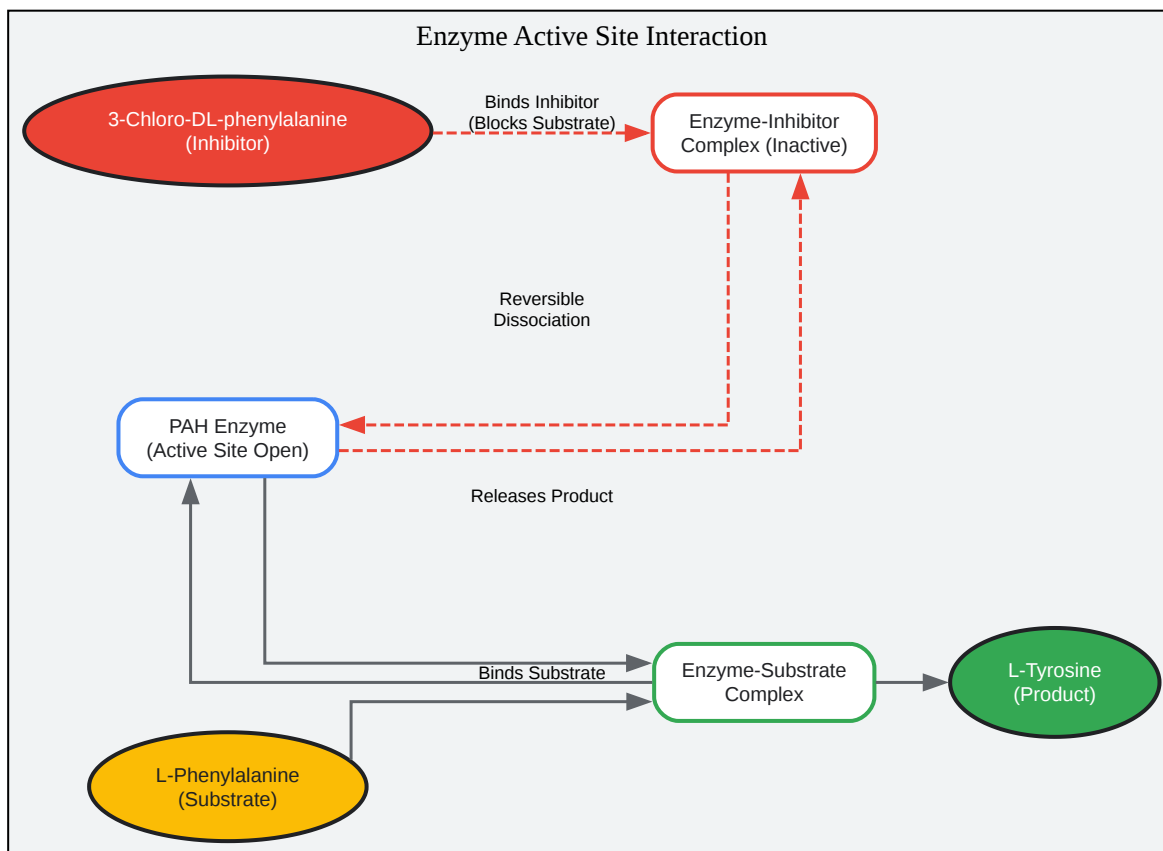 Enzyme Active Site Interaction
3-Chloro-DL-phenylalanine
(Inhibitor)
Binds Inhibitor
(Blocks Substrate)
Enzyme-Inhibitor
Complex (Inactive)
Reversible
Dissociation
PAH Enzyme
(Active Site Open)
Releases Product
Binds Substrate
Enzyme-Substrate
Complex
L-Tyrosine
(Product)
L-Phenylalanine
(Substrate)